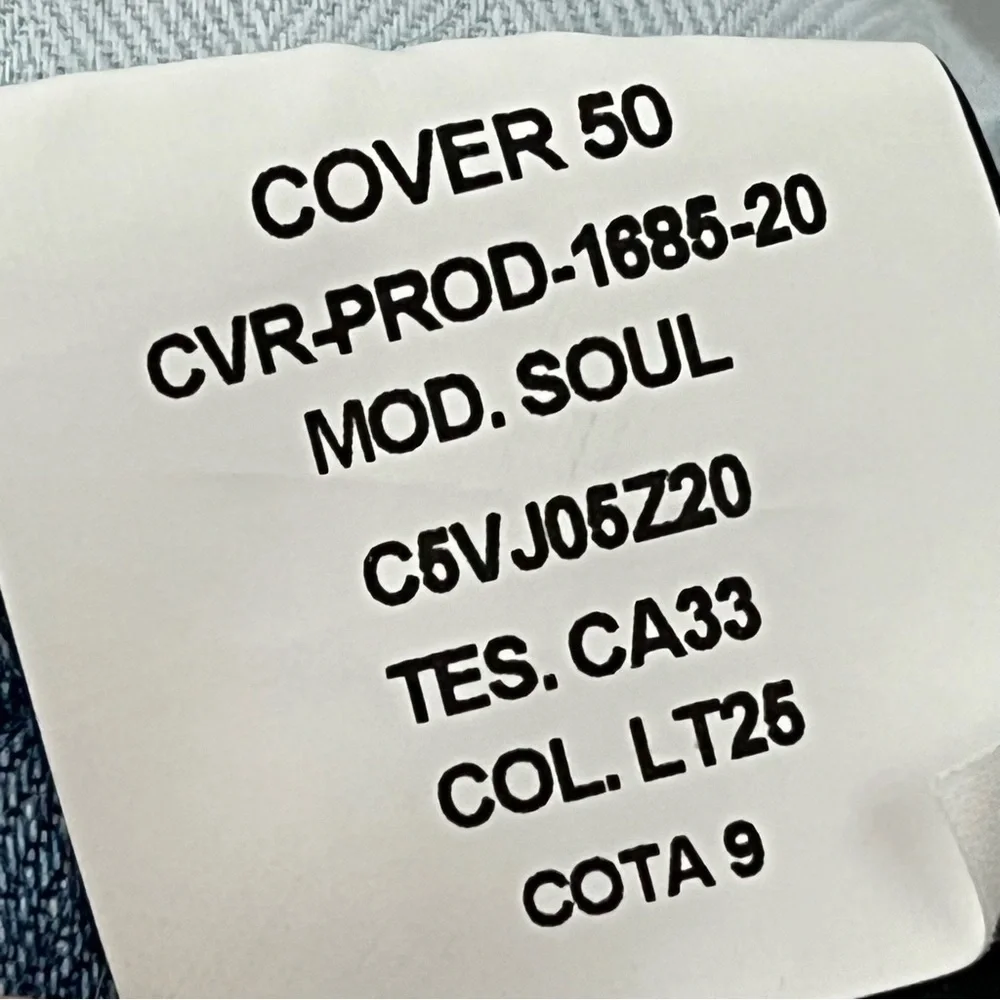 COVER 50
CVR-PROD-1685-20
MOD. SOUL
C5VJ05Z20
TES. CA33
COL. LT25
COTA 9